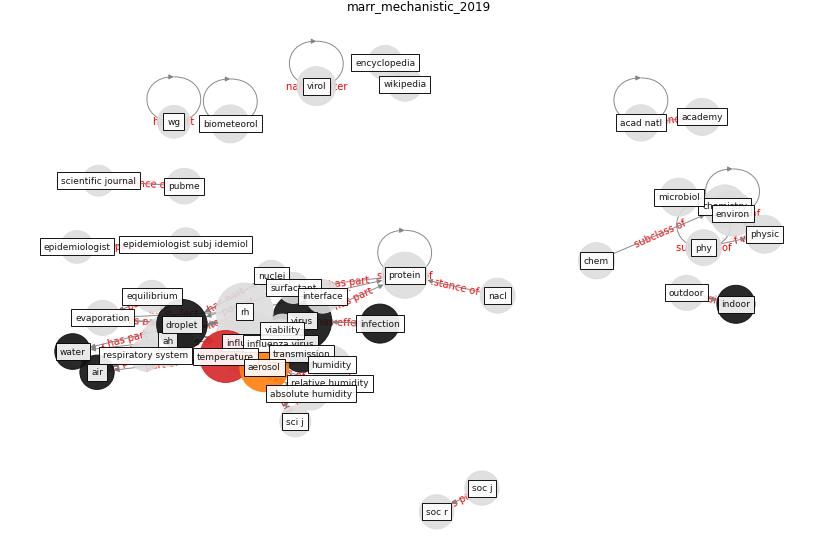 marr_mechanistic_2019
encyclopedia
wikipedia
virol
wg
biometeorol
acad natl
academy
scientific journal
pubme
microbiol
environ
physic
phy
chem
subclass of
epidemiologist
epidemiologist subj idemiol
protein
nuclei
surfactant
has part
stance of
nacl
outdoor
indoor
equilibrium
interface
rh
evaporation
droplet
virus
infection
viability
ah
has par
water
respiratory system
temperature
influenza virus
transmission
air
aerosol
humidity
relative humidity
absolute humidity
sci j
soc j
soc r